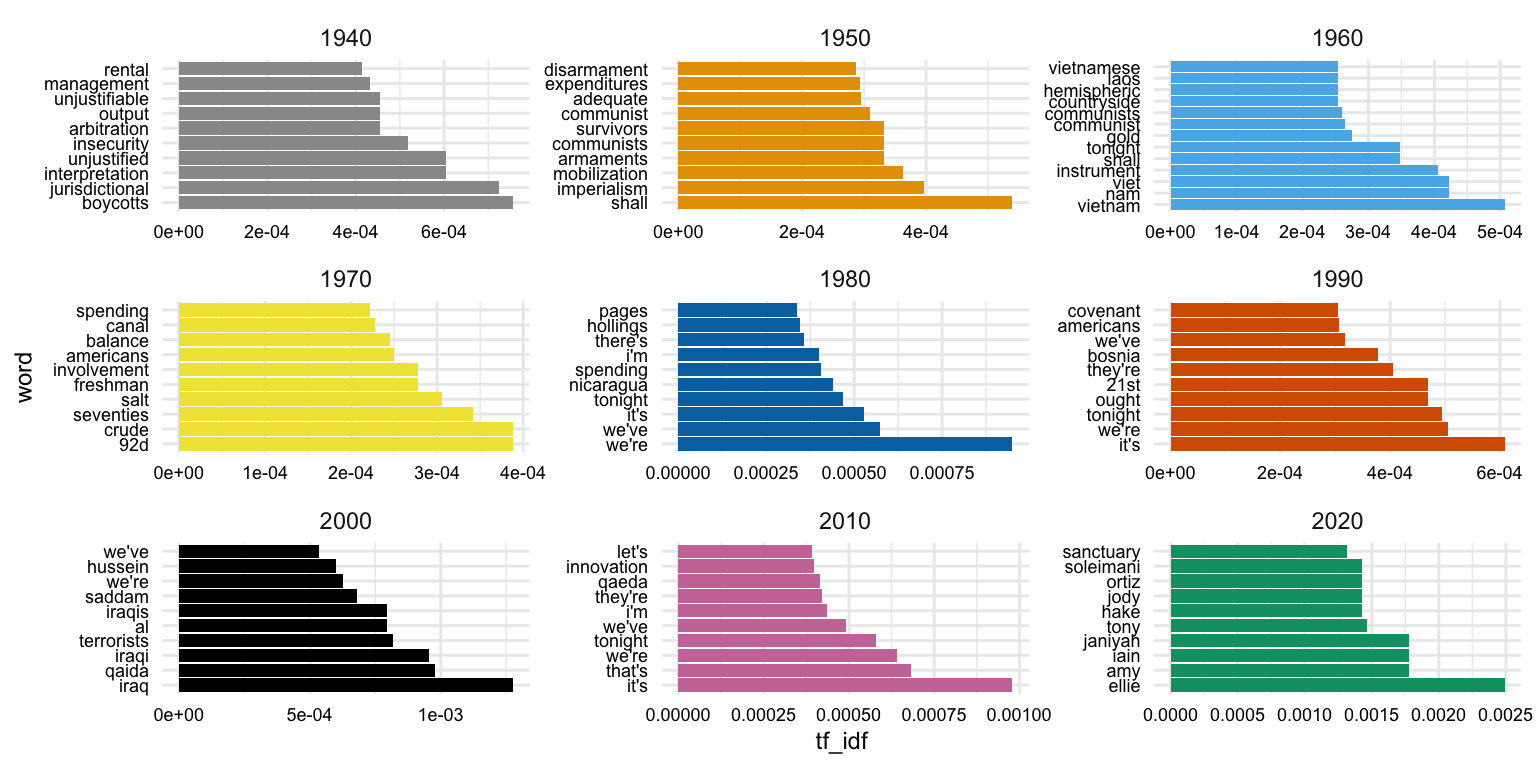 1940
rental
management
unjustifiable
output
arbitration
insecurity
unjustified
interpretation
jurisdictional
boycotts
0e+00 2e-04 4e-04 6e-04
1950
disarmament
expenditures
adequate
communist
survivors
communists
armaments
mobilization
imperialism
shall
0e+00 2e-04 4e-04
1960
vietnamese
laos
hemispheric
countryside
communists
communist
gold
tonight
shall
instrument
viet
nam
vietnam
0e+00 1e-04 2e-04 3e-04 4e-04 5e-04
word
1970
spending
canal
balance
americans
involvement
freshman
salt
seventies
crude
92d
0e+00 1e-04 2e-04 3e-04 4e-04
1980
pages
hollings
there's
i'm
spending
nicaragua
tonight
it's
we've
we're
0.00000 0.00025 0.00050 0.00075
1990
covenant
americans
we've
bosnia
they're
21st
ought
tonight
we're
it's
0e+00 2e-04 4e-04 6e-04
2000
we've
hussein
we're
saddam
iraqis
al
terrorists
iraqi
qaida
iraq
0e+00 5e-04 1e-03
2010
let's
innovation
qaeda
they're
i'm
we've
tonight
we're
that's
it's
0.00000 0.00025 0.00050 0.00075 0.00100
2020
sanctuary
soleimani
ortiz
jody
hake
tony
janiyah
iain
amy
ellie
0.0000 0.0005 0.0010 0.0015 0.0020 0.0025
tf_idf